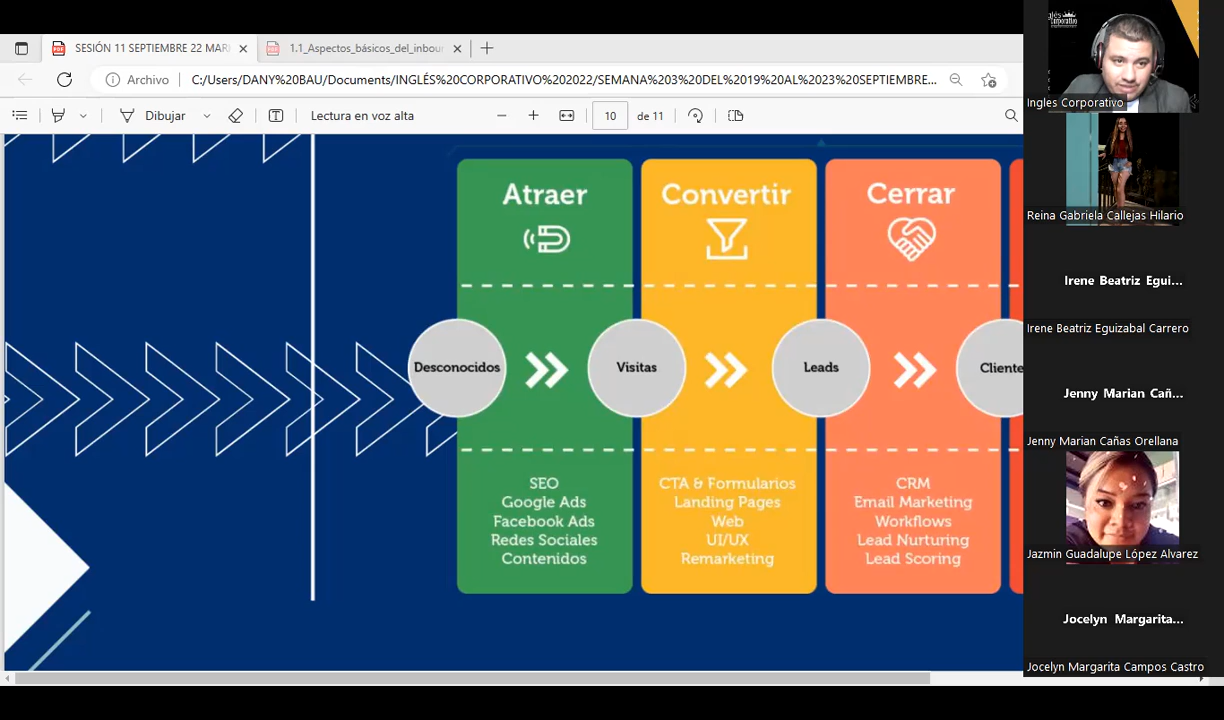 SESIÓN 11 SEPTIEMBRE 22 MAR
1.1_Aspectos_básicos_del_inbou
Archivo
C:/Users/DANY%20BAU/Documents/INGLÉS%20CORPORATIVO%202022/SEMANA%203%20DEL%2019%20AL%2023%20SEPTIEMBRE...
Dibujar
Lectura en voz alta
10
de 11
Atraer
Convertir
Cerrar
Desconocidos
Visitas
Leads
Cliente
SEO
Google Ads
Facebook Ads
Redes Sociales
Contenidos
CTA & Formularios
Landing Pages
Web
UI/UX
Remarketing
CRM
Email Marketing
Workflows
Lead Nurturing
Lead Scoring
Corporativo
Ingles Corporativo
Reina Gabriela Callejas Hilario
Irene Beatriz Egui...
Irene Beatriz Eguizabal Carrero
Jenny Marian Cañ...
Jenny Marian Cañas Orellana
Jazmin Guadalupe López Alvarez
Jocelyn Margarita...
Jocelyn Margarita Campos Castro